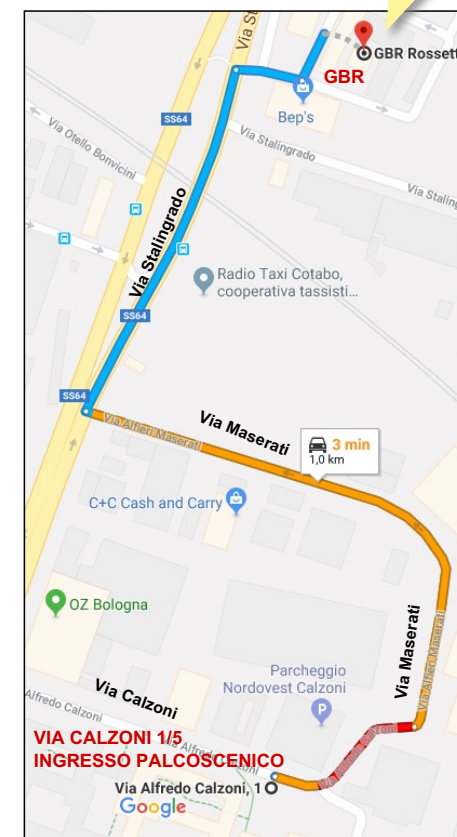 Via St
GBR Rossett
GBR
Bep's
SS64
Via Otello Bonvicini
Via Stalingrado
Via Stalin
Via Stalingrado
Radio Taxi Cotabo,
cooperativa tassisti...
SS64
SS64
Via Alfieri Maserati
Via Maserati
3 min
1,0 km
C+C Cash and Carry
OZ Bologna
Via Maserati
Via Alfieri Maserati
Parcheggio
Nordovest Calzoni
P
Via Calzoni
Alfredo Calzoni
VIA CALZONI 1/5
INGRESSO PALCOSCENICO
Via Alfredo Calzoni, 1
Google